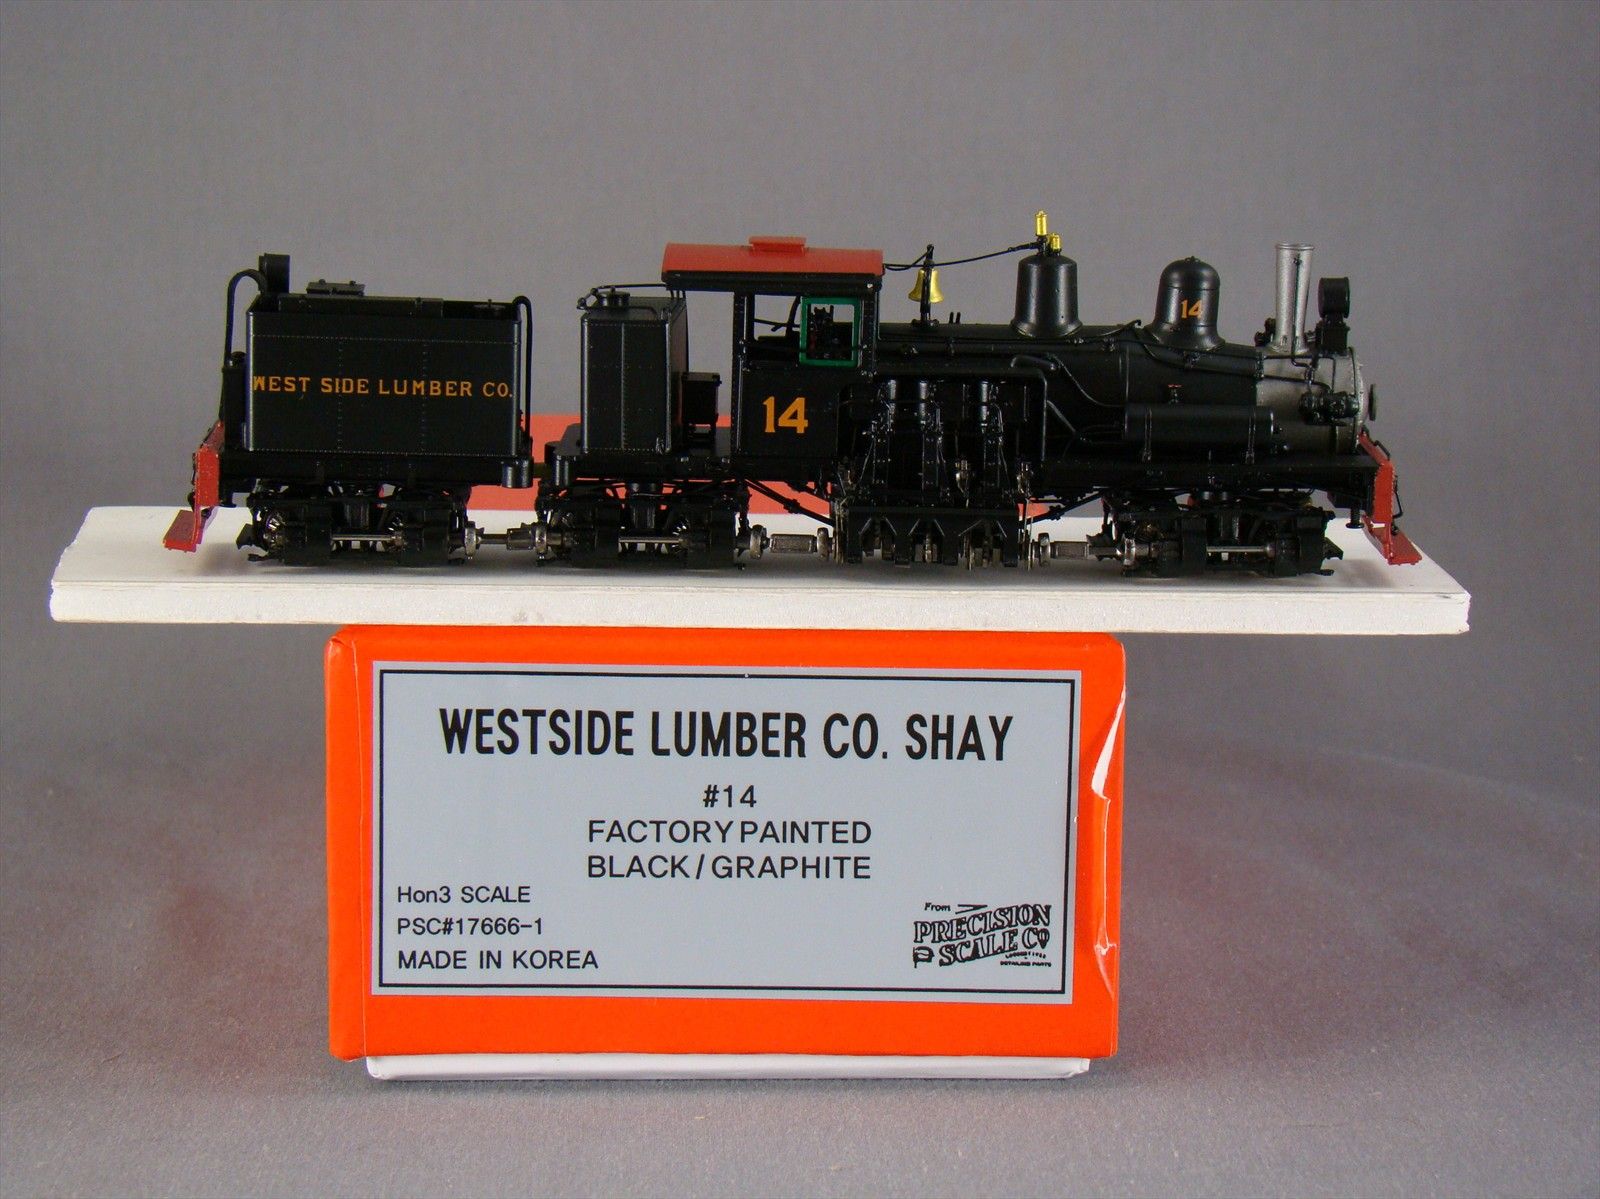 14
WEST SIDE LUMBER CO.
14
WESTSIDE LUMBER CO. SHAY
#14
FACTORY PAINTED
BLACK/GRAPHITE
Hon3 SCALE
PSC#17666-1
MADE IN KOREA
From
PRECISION
SCALE CO